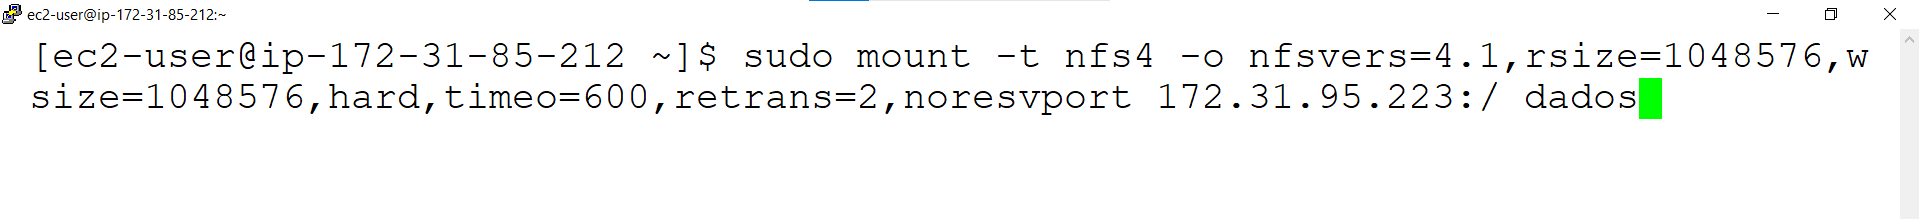 ec2-user@ip-172-31-85-212:~
[ec2-user@ip-172-31-85-212 ~]$ sudo mount -t nfs4 -o nfsvers=4.1,rsize=1048576,w
size=1048576,hard,timeo=600,retrans=2,noresvport 172.31.95.223:/ dados